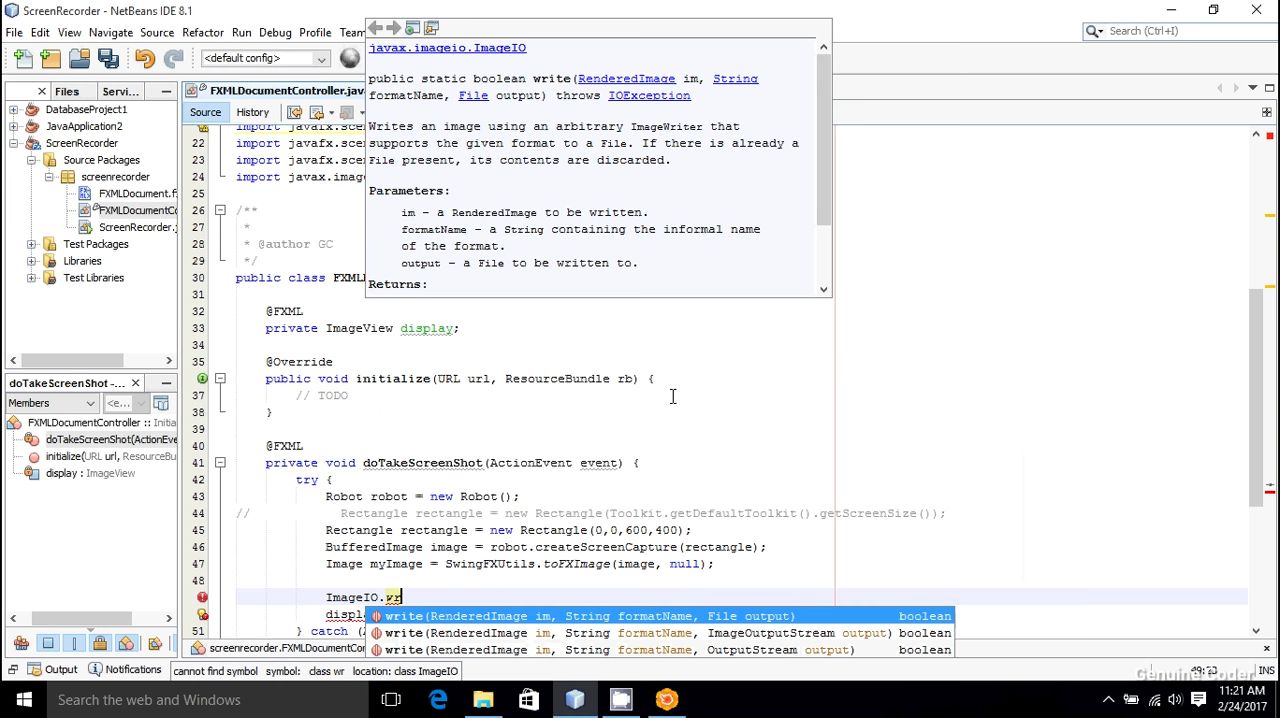 ScreenRecorder - NetBeans IDE 8.1
File Edit View Navigate Source Refactor Run Debug Profile
Search (Ctrl+I)
<default config>
Files Servi...
DatabaseProject1
JavaApplication2
ScreenRecorder
Source Packages
screenrecorder
FXMLDocument.f
FXMLDocumentC
ScreenRecorder.
Test Packages
Libraries
Test Libraries
doTakeScreenShot -...
Members <e...
FXMLDocumentController :: Initia
doTakeScreenShot(ActionEve
initialize(URL url, ResourceBu
display : ImageView
FXMLDocumentController.jav
Source History
import javafx.scen
22 import javafx.scen
23 import javafx.scen
24 import javax.imag
25
26 /**
27 *
28 * @author GC
29 */
30 public class FXML
31
32 @FXML
33 private ImageView display;
34
35 @Override
public void initialize(URL url, ResourceBundle rb) {
37 // TODO
38 }
39
40 @FXML
41 private void doTakeScreenShot(ActionEvent event) {
42 try {
43 Robot robot = new Robot();
44 // Rectangle rectangle = new Rectangle(Toolkit.getDefaultToolkit().getScreenSize());
45 Rectangle rectangle = new Rectangle(0,0,600,400);
46 BufferedImage image = robot.createScreenCapture(rectangle);
47 Image myImage = SwingFXUtils.toFXImage(image, null);
48
ImageIO.wr
displ
51 } catch (
javax.imageio.ImageIO
public static boolean write(RenderedImage im, String
formatName, File output) throws IOException
Writes an image using an arbitrary ImageWriter that
supports the given format to a File. If there is already a
File present, its contents are discarded.
Parameters:
im - a RenderedImage to be written.
formatName - a String containing the informal name
of the format.
output - a File to be written to.
Returns:
write(RenderedImage im, String formatName, File output) boolean
write(RenderedImage im, String formatName, ImageOutputStream output) boolean
write(RenderedImage im, String formatName, OutputStream output) boolean
screenrecorder.FXMLDocumentCon
Output Notifications
cannot find symbol symbol: class wr location: class ImageIO
INS
Genuine Coder
Search the web and Windows
11:21 AM
2/24/2017